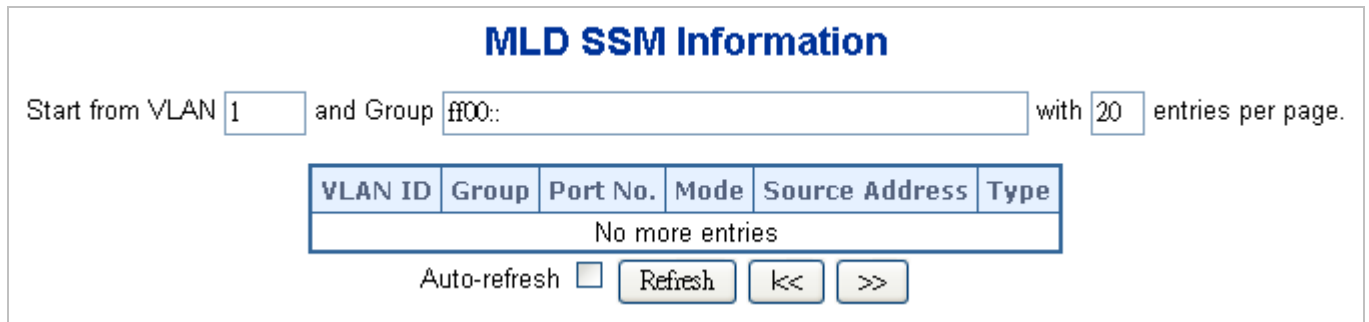 MLD SSM Information
Start from VLAN 1 and Group ff00:: with 20 entries per page.
VLAN ID Group Port No. Mode Source Address Type
No more entries
Auto-refresh Refresh k<< >>